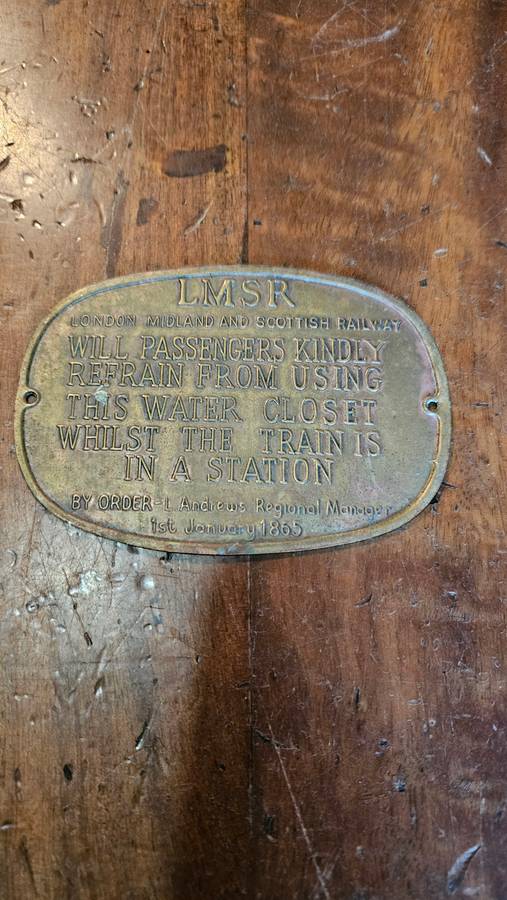 LMSR
LONDON MIDLAND AND SCOTTISH RAILWAY
WILL PASSENGERS KINDLY
REFRAIN FROM USING
THIS WATER CLOSET
WHILST THE TRAIN IS
IN A STATION
BY ORDER-L Andrews Regional Manager
1st January 1865